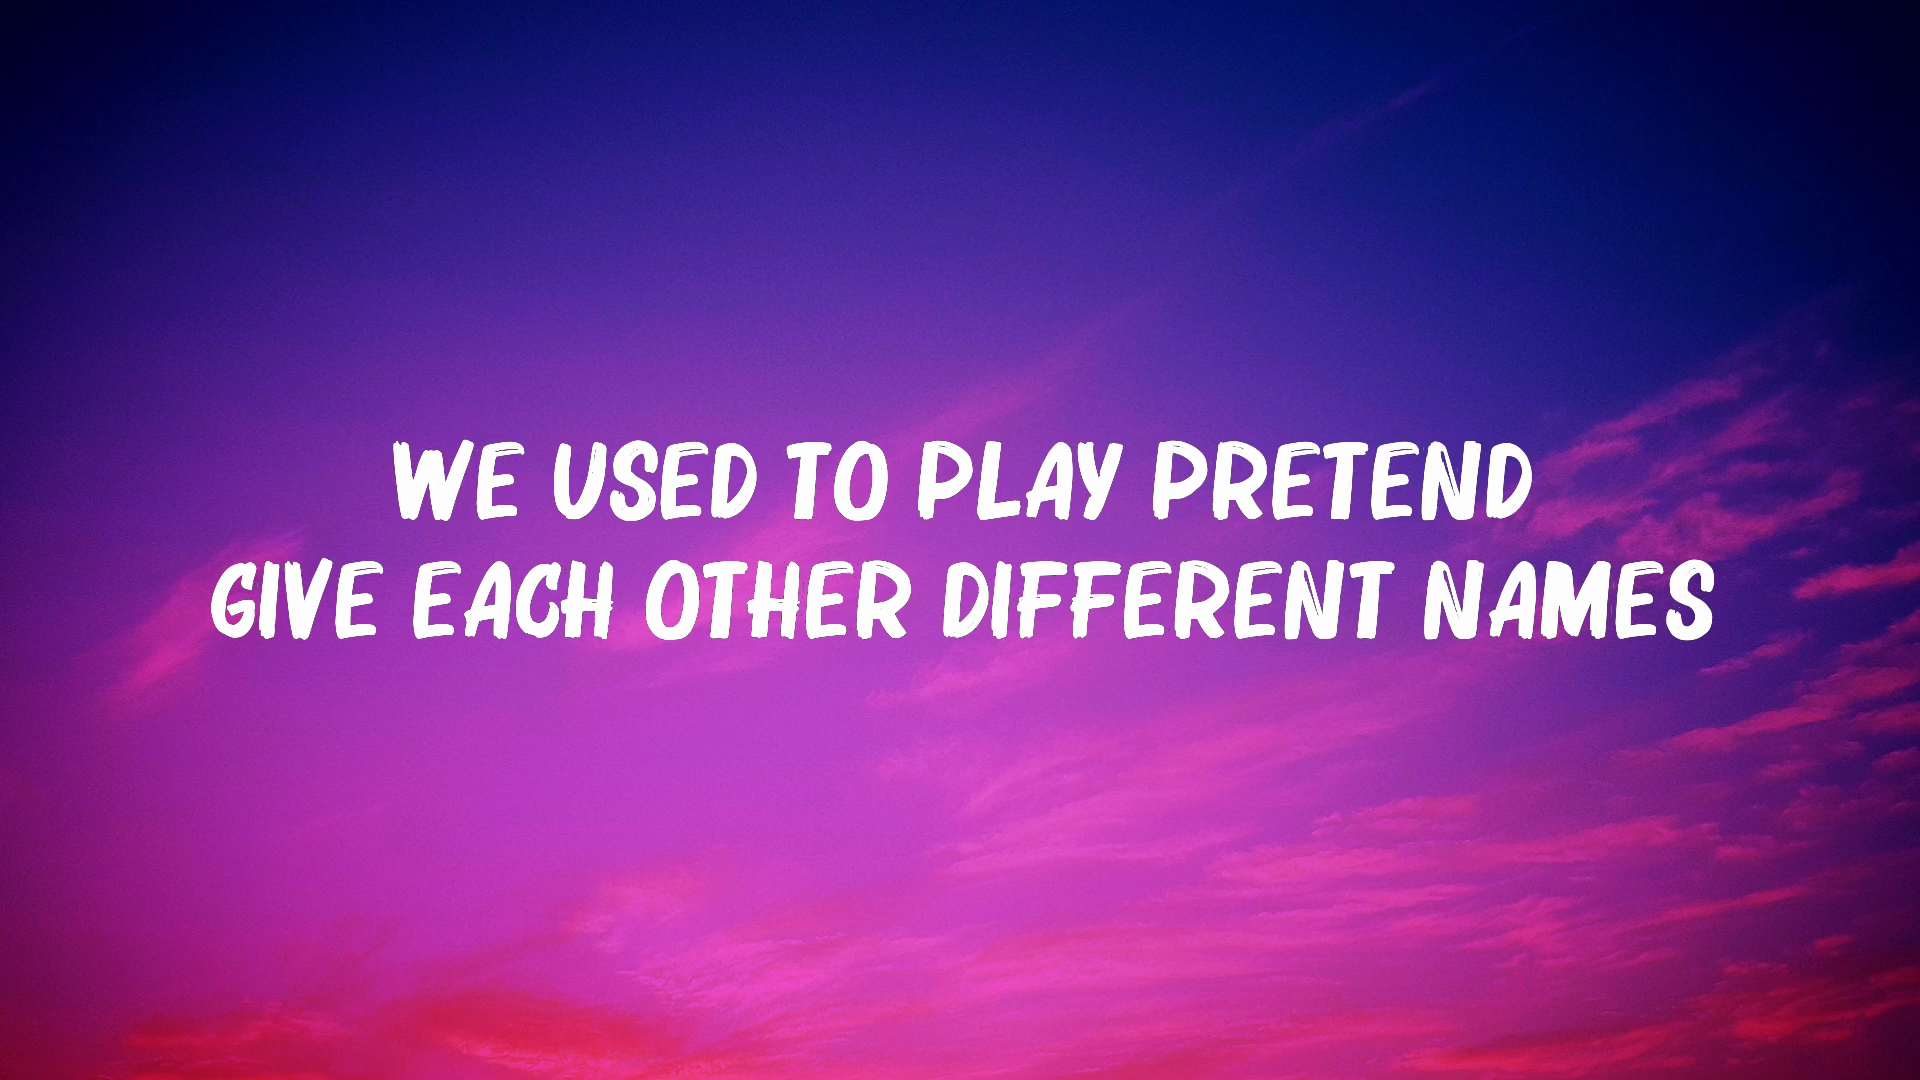 WE USED TO PLAY PRETEND
GIVE EACH OTHER DIFFERENT NAMES